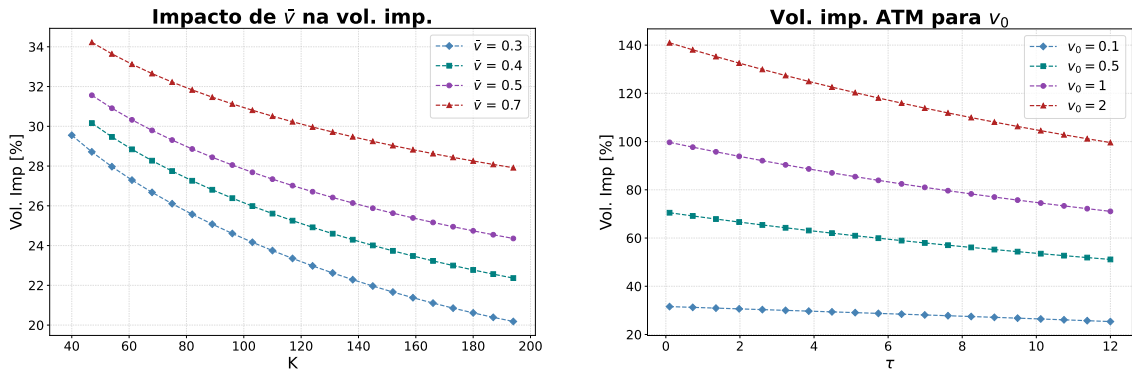 Impacto de v̄ na vol. imp.
Vol. Imp [%]
34
32
30
28
26
24
22
20
40
60
80
100
120
140
160
180
200
K
v̄ = 0.3
v̄ = 0.4
v̄ = 0.5
v̄ = 0.7
Vol. imp. ATM para v₀
Vol. Imp [%]
140
120
100
80
60
40
20
0
2
4
6
8
10
12
τ
v₀ = 0.1
v₀ = 0.5
v₀ = 1
v₀ = 2